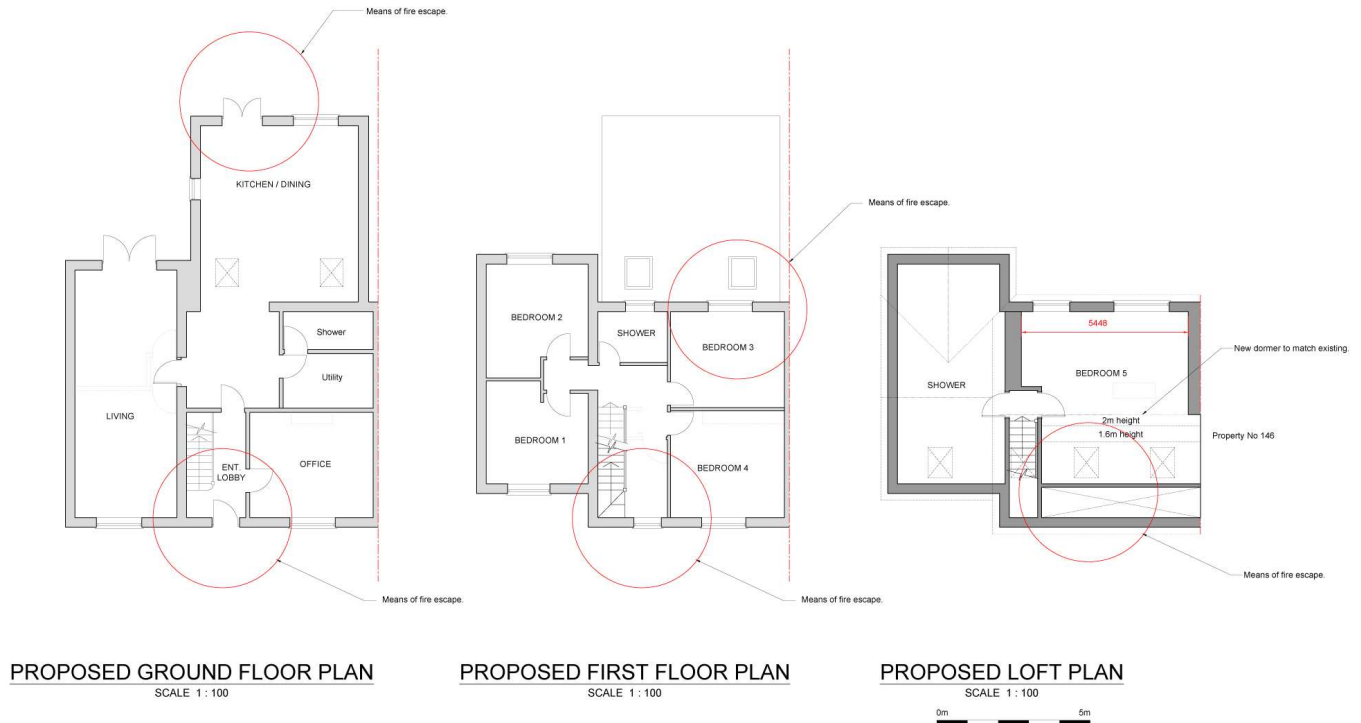 Means of fire escape.
KITCHEN / DINING
Shower
Utility
LIVING
ENT.
LOBBY
OFFICE
Means of fire escape.
PROPOSED GROUND FLOOR PLAN
SCALE 1 : 100
Means of fire escape.
BEDROOM 2
SHOWER
BEDROOM 3
BEDROOM 1
BEDROOM 4
Means of fire escape.
PROPOSED FIRST FLOOR PLAN
SCALE 1 : 100
5448
New dormer to match existing.
BEDROOM 5
SHOWER
2m height
1.6m height
Property No 146
Means of fire escape.
PROPOSED LOFT PLAN
SCALE 1 : 100
0m 5m